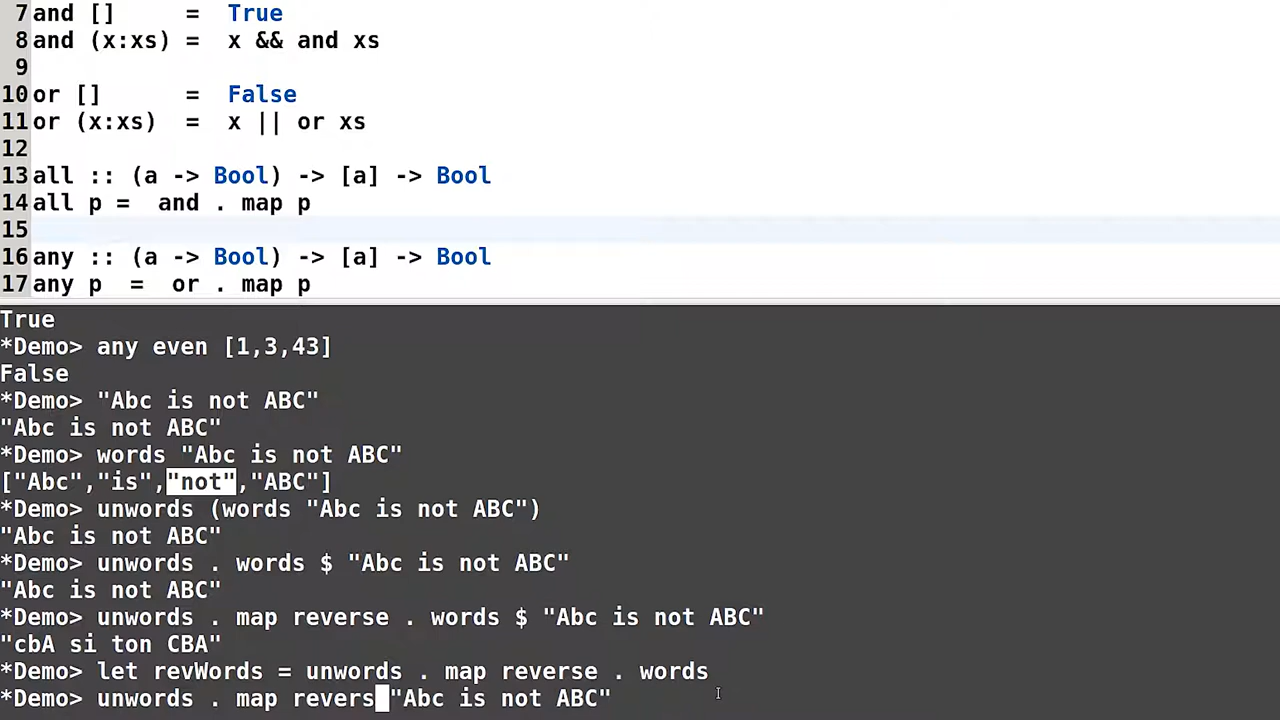 7 and []      =  True
8 and (x:xs) =  x && and xs
9
10 or []      =  False
11 or (x:xs)  =  x || or xs
12
13 all :: (a -> Bool) -> [a] -> Bool
14 all p =  and . map p
15
16 any :: (a -> Bool) -> [a] -> Bool
17 any p  =  or . map p
True
*Demo> any even [1,3,43]
False
*Demo> "Abc is not ABC"
"Abc is not ABC"
*Demo> words "Abc is not ABC"
["Abc","is","not","ABC"]
*Demo> unwords (words "Abc is not ABC")
"Abc is not ABC"
*Demo> unwords . words $ "Abc is not ABC"
"Abc is not ABC"
*Demo> unwords . map reverse . words $ "Abc is not ABC"
"cbA si ton CBA"
*Demo> let revWords = unwords . map reverse . words
*Demo> unwords . map revers "Abc is not ABC"